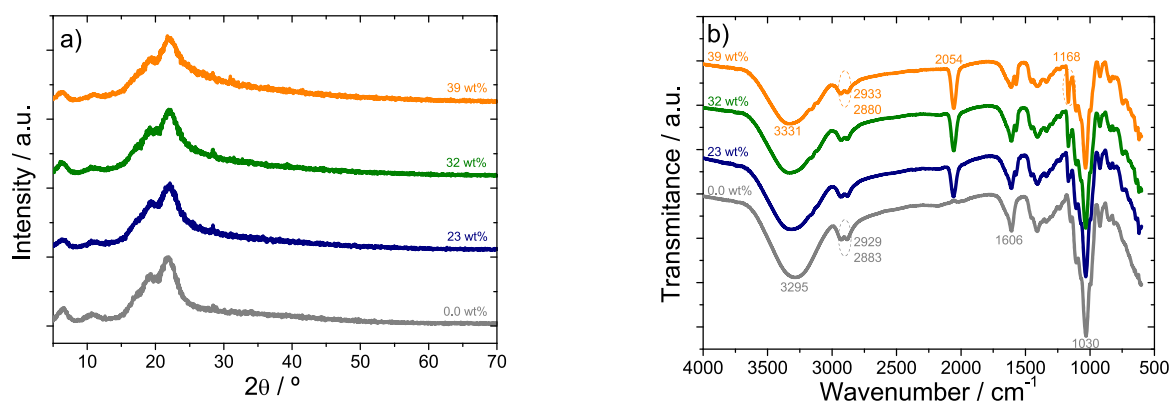 a)
39 wt%
32 wt%
23 wt%
0.0 wt%
Intensity / a.u.
10 20 30 40 50 60 70
2θ / º
b)
39 wt%
2054
1168
2933
2880
3331
32 wt%
23 wt%
0.0 wt%
2929
2883
1606
3295
1030
Transmitance / a.u.
4000 3500 3000 2500 2000 1500 1000 500
Wavenumber / cm⁻¹